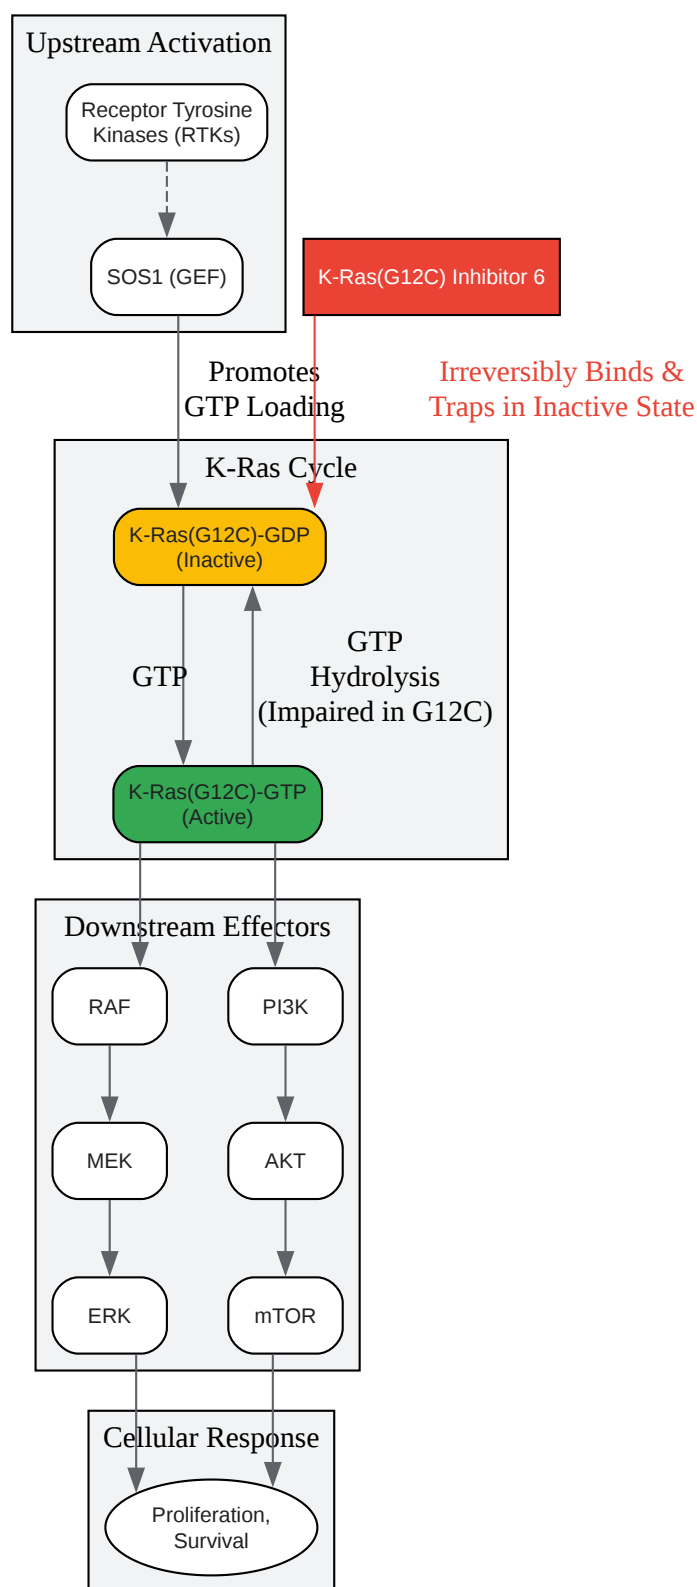 Upstream Activation
Receptor Tyrosine
Kinases (RTKs)
SOS1 (GEF)
K-Ras(G12C) Inhibitor 6
Promotes
GTP Loading
Irreversibly Binds &
Traps in Inactive State
K-Ras Cycle
K-Ras(G12C)-GDP
(Inactive)
GTP
GTP
Hydrolysis
(Impaired in G12C)
K-Ras(G12C)-GTP
(Active)
Downstream Effectors
RAF
PI3K
MEK
AKT
ERK
mTOR
Cellular Response
Proliferation,
Survival